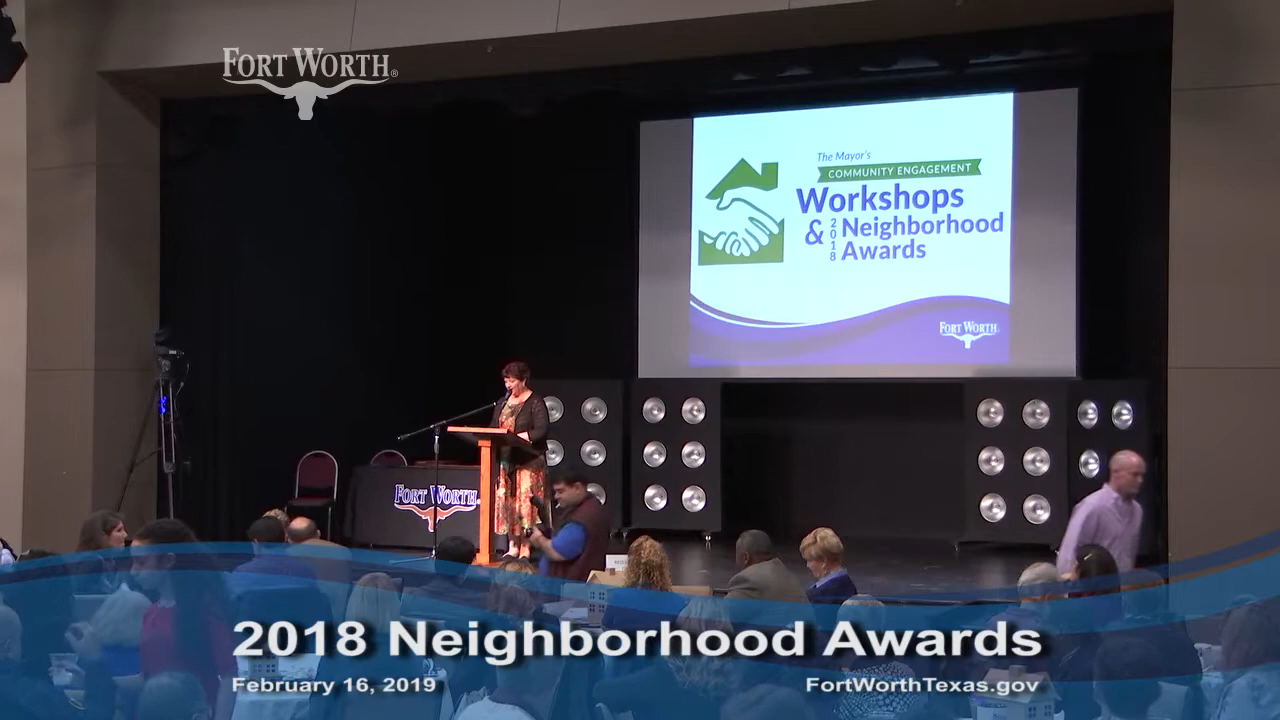 FORT WORTH®
The Mayor's
COMMUNITY ENGAGEMENT
Workshops
& 2018 Neighborhood
Awards
FORT WORTH
FORT WORTH
2018 Neighborhood Awards
February 16, 2019
FortWorthTexas.gov